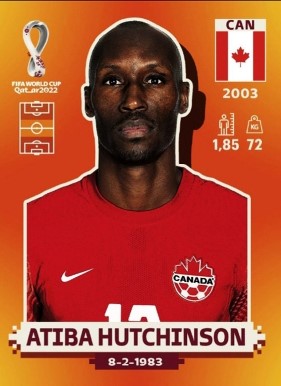 CAN
FIFA WORLD CUP
Qatar2022
2003
KG
1,85 72
CANADA
ATIBA HUTCHINSON
8-2-1983